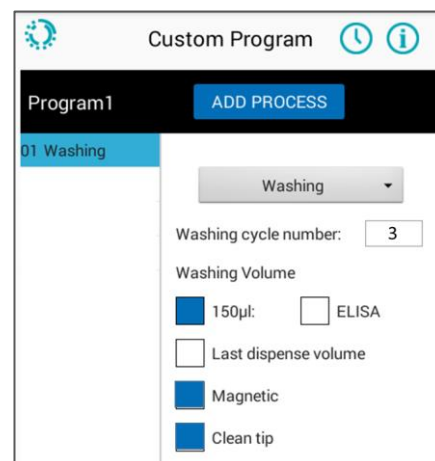 Custom Program
Program1
ADD PROCESS
01 Washing
Washing
Washing cycle number: 3
Washing Volume
150µl: ELISA
Last dispense volume
Magnetic
Clean tip